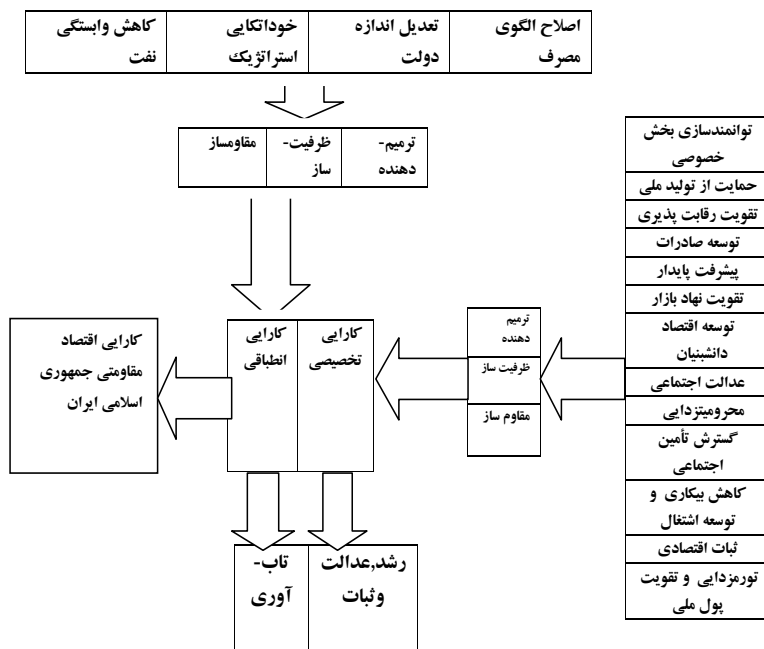 اصلاح الگوی
مصرف
تعدیل اندازه
دولت
خوداتکایی
استراتژیک
کاهش وابستگی
نفت
ترمیم-
دهنده
ظرفیت-
ساز
مقاومساز
توانمندسازی بخش
خصوصی
حمایت از تولید ملی
تقویت رقابت پذیری
توسعه صادرات
پیشرفت پایدار
تقویت نهاد بازار
توسعه اقتصاد
دانشبنیان
عدالت اجتماعی
محرومیتزدایی
گسترش تأمین
اجتماعی
کاهش بیکاری و
توسعه اشتغال
ثبات اقتصادی
تورمزدایی و تقویت
پول ملی
ترمیم
دهنده
ظرفیت ساز
مقاوم ساز
کارایی
تخصیصی
کارایی
انطباقی
کارایی اقتصاد
مقاومتی جمهوری
اسلامی ایران
رشد,عدالت
وثبات
تاب-
آوری